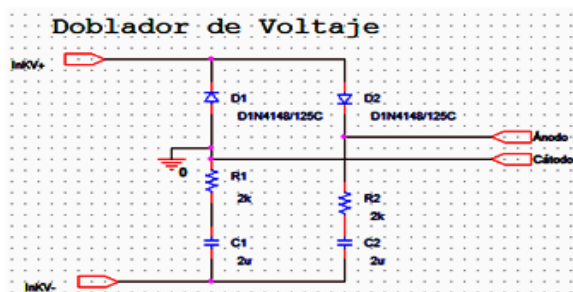 Doblador de Voltaje
InKV+
D1
D1N4148/125C
D2
D1N4148/125C
Ánodo
Cátodo
0
R1
2k
R2
2k
C1
2u
C2
2u
InKV-